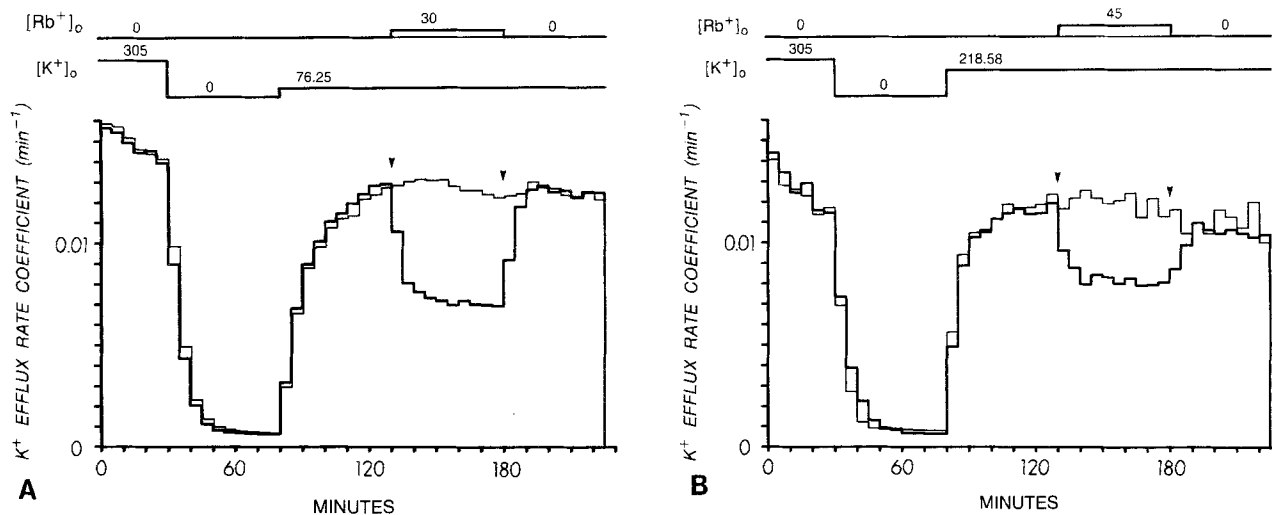 [Rb⁺]ₒ
0
30
0
305
[K⁺]ₒ
0
76.25
K⁺ EFFLUX RATE COEFFICIENT (min⁻¹)
0.01
0
0
60
120
180
A
MINUTES
[Rb⁺]ₒ
0
45
0
305
[K⁺]ₒ
0
218.58
K⁺ EFFLUX RATE COEFFICIENT (min⁻¹)
0.01
0
0
60
120
180
B
MINUTES